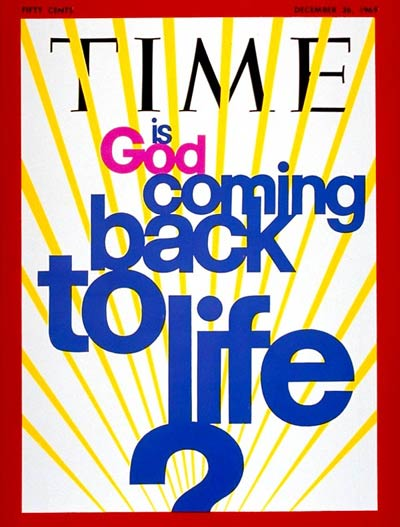 FIFTY CENTS DECEMBER 26, 1969
TIME
is
God
coming
back
to
life
?